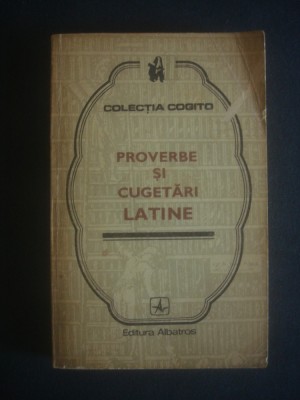 COLECȚIA COGITO
PROVERBE
ȘI
CUGETĂRI
LATINE
Editura Albatros